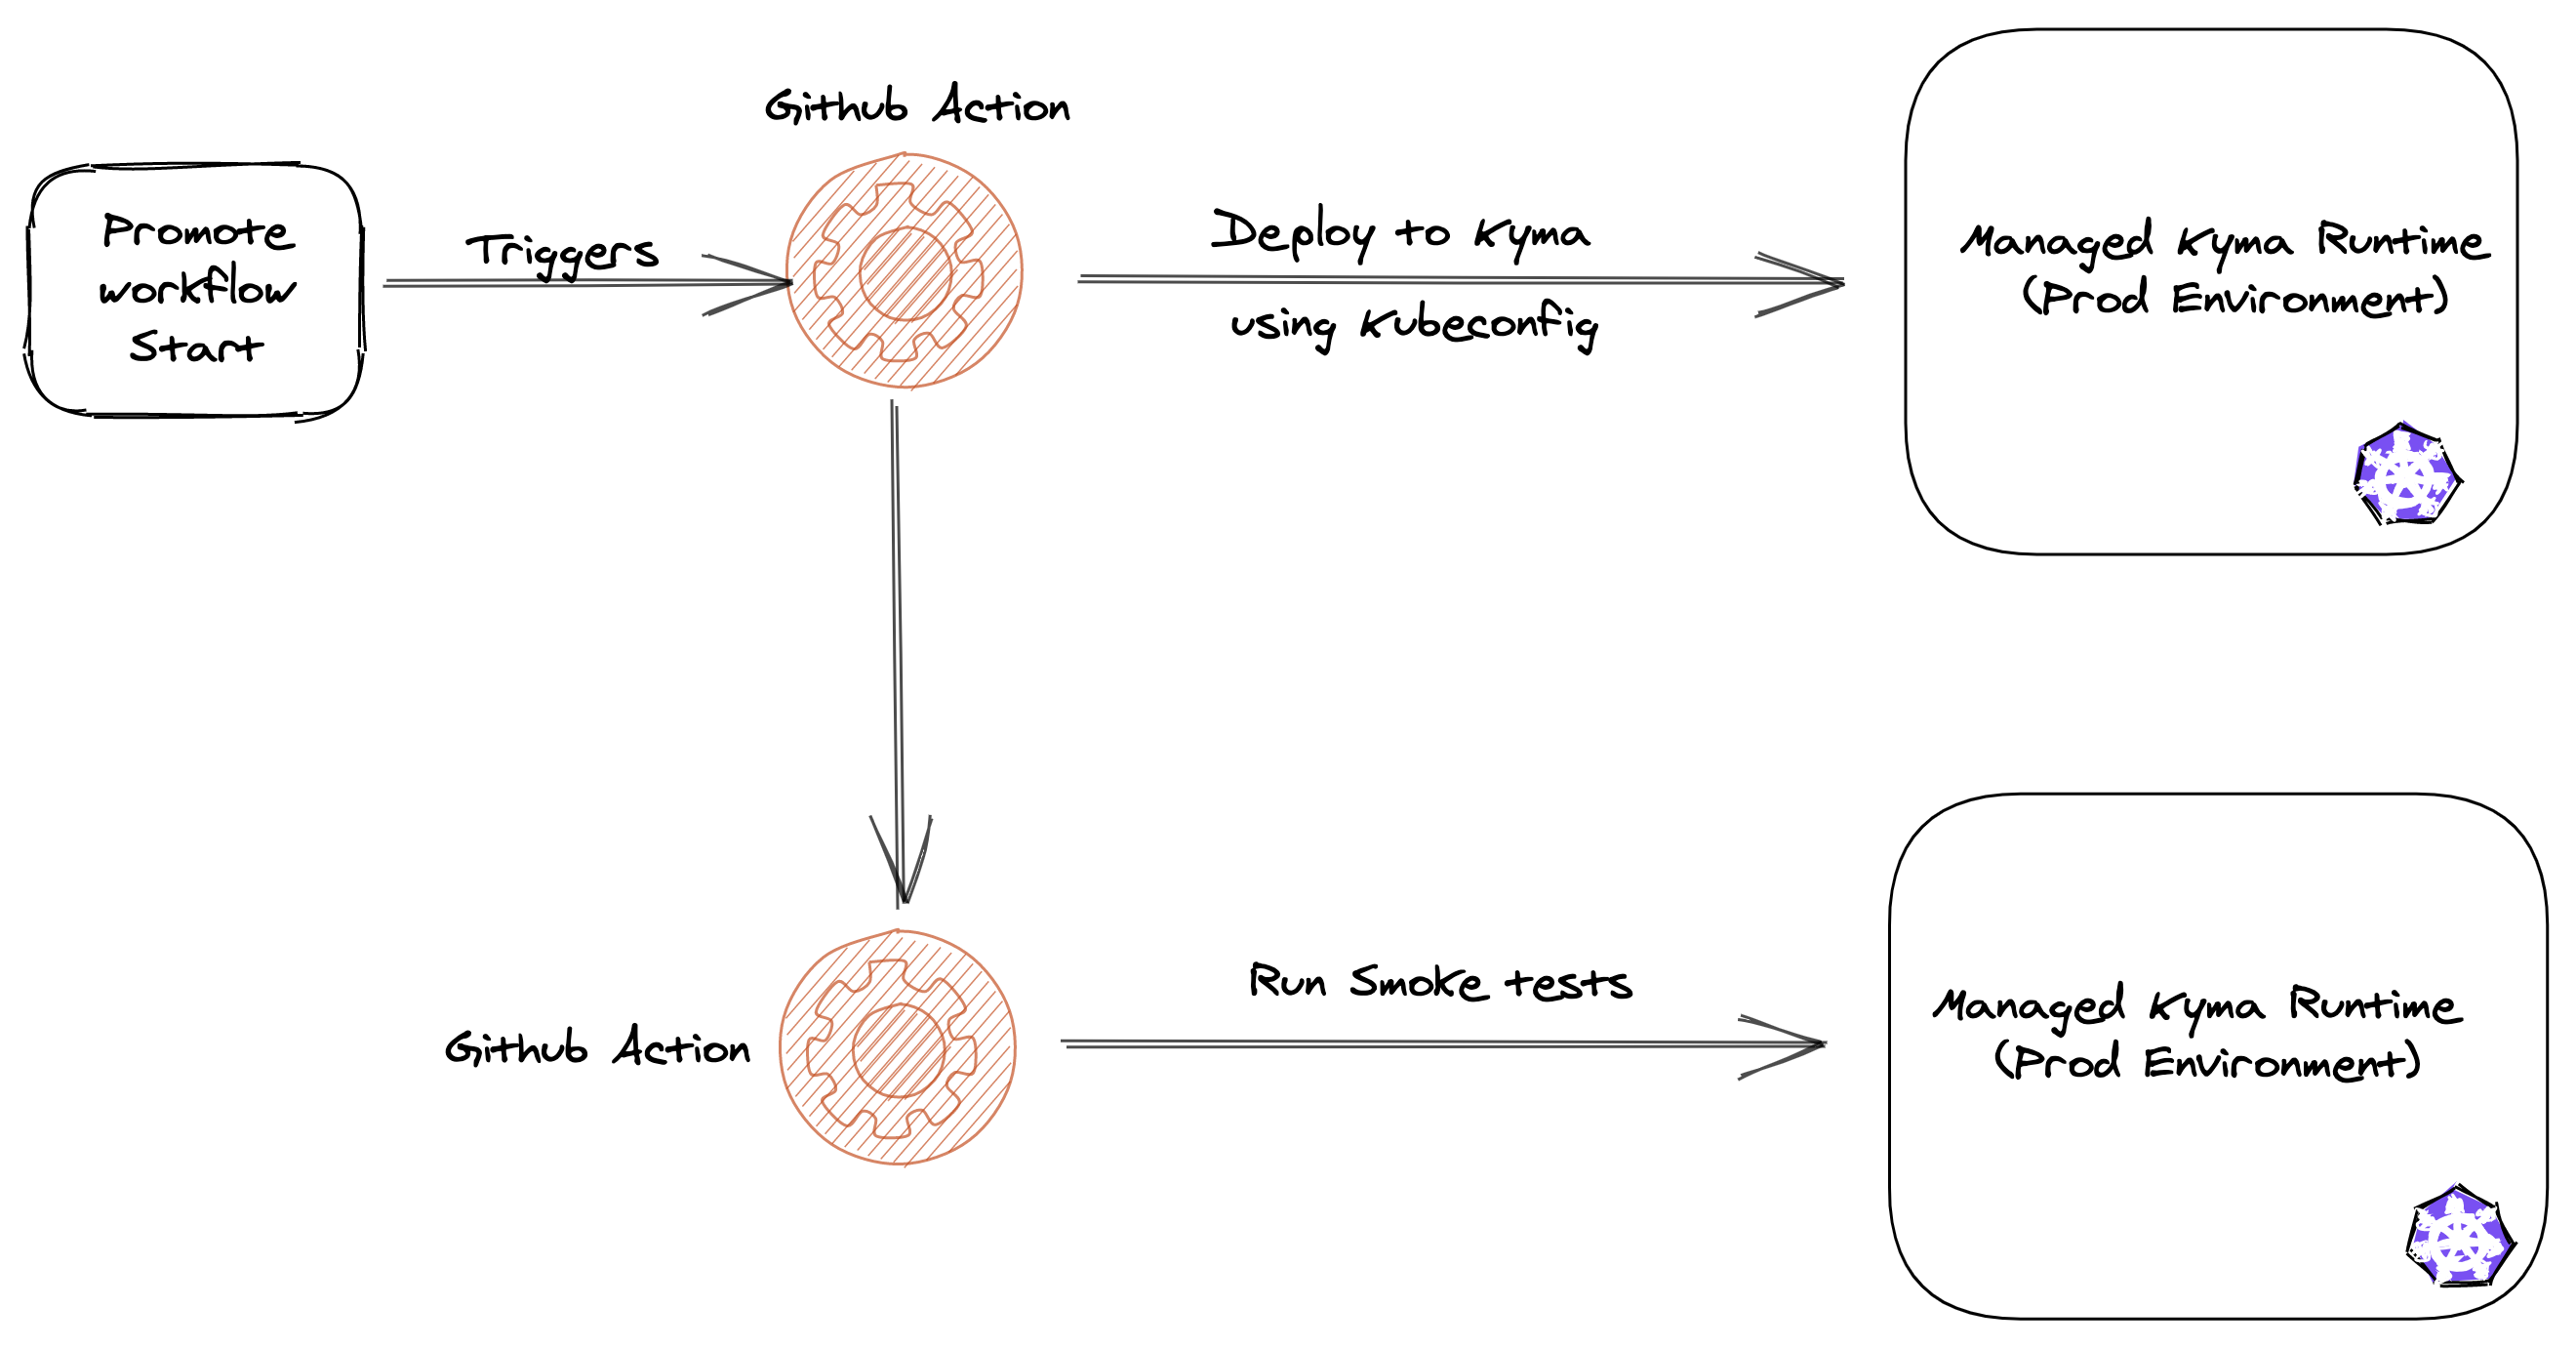 Github Action
Promote
workflow
Start
Triggers
Deploy to Kyma
using Kubeconfig
Managed Kyma Runtime
(Prod Environment)
Github Action
Run Smoke tests
Managed Kyma Runtime
(Prod Environment)